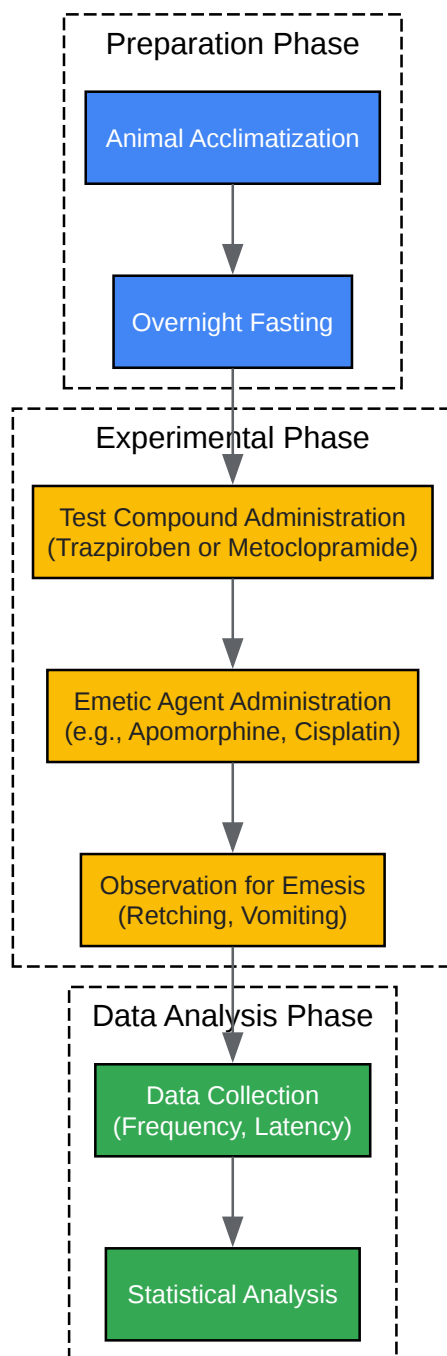 Preparation Phase
Animal Acclimatization
Overnight Fasting
Experimental Phase
Test Compound Administration
(Trazpiroben or Metoclopramide)
Emetic Agent Administration
(e.g., Apomorphine, Cisplatin)
Observation for Emesis
(Retching, Vomiting)
Data Analysis Phase
Data Collection
(Frequency, Latency)
Statistical Analysis